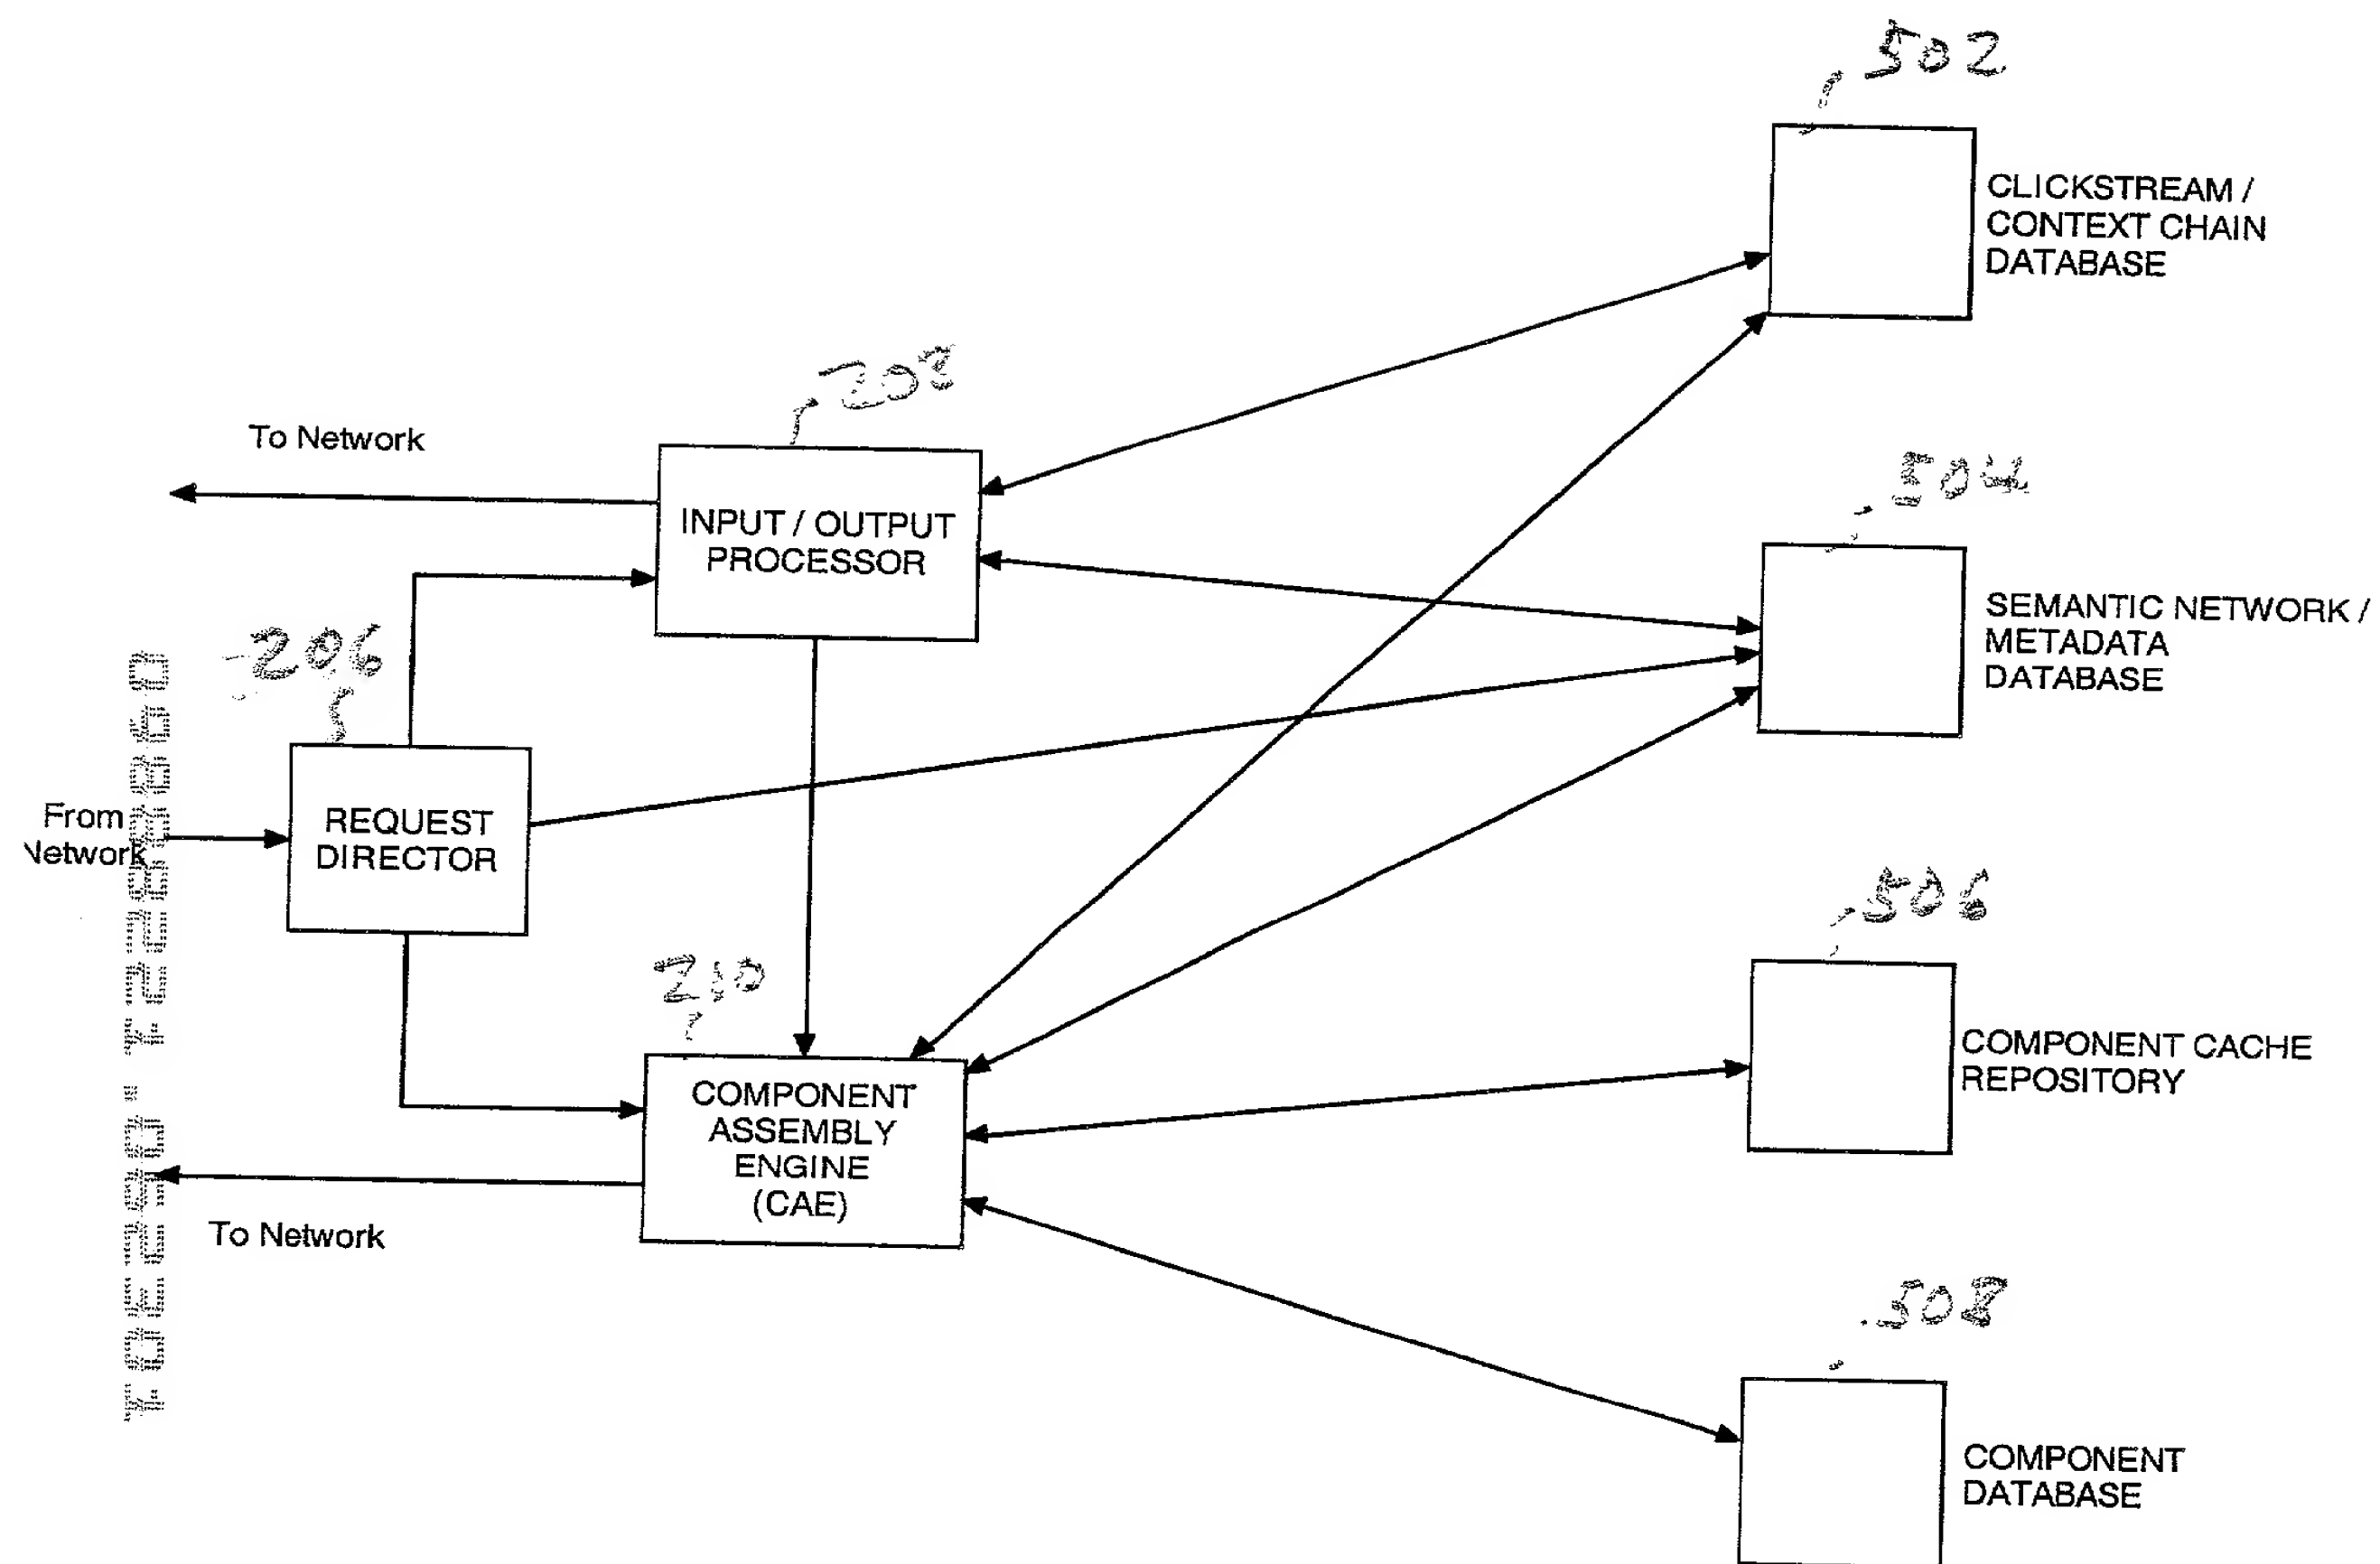 502
CLICKSTREAM /
CONTEXT CHAIN
DATABASE
208
To Network
INPUT / OUTPUT
PROCESSOR
504
SEMANTIC NETWORK /
METADATA
DATABASE
206
From
Network
REQUEST
DIRECTOR
506
COMPONENT CACHE
REPOSITORY
210
COMPONENT
ASSEMBLY
ENGINE
(CAE)
To Network
508
COMPONENT
DATABASE